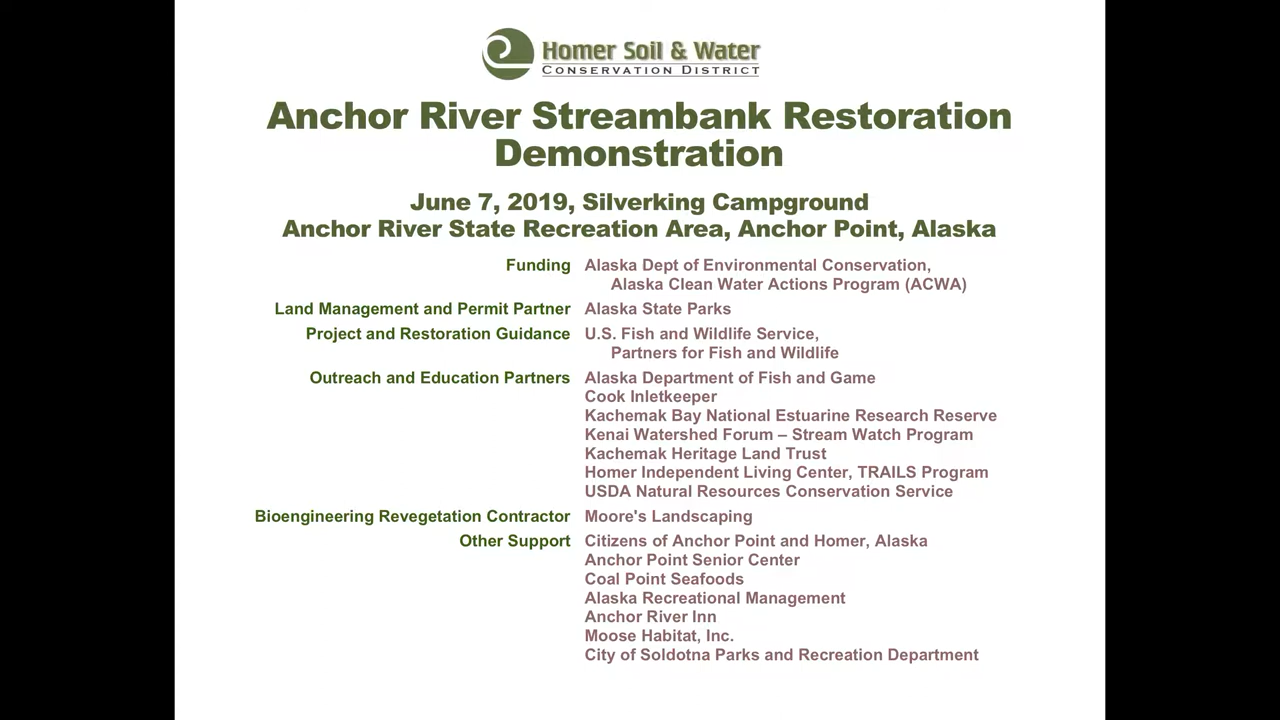 Homer Soil & Water
CONSERVATION DISTRICT
Anchor River Streambank Restoration
Demonstration
June 7, 2019, Silverking Campground
Anchor River State Recreation Area, Anchor Point, Alaska
Funding Alaska Dept of Environmental Conservation,
Alaska Clean Water Actions Program (ACWA)
Land Management and Permit Partner Alaska State Parks
Project and Restoration Guidance U.S. Fish and Wildlife Service,
Partners for Fish and Wildlife
Outreach and Education Partners Alaska Department of Fish and Game
Cook Inletkeeper
Kachemak Bay National Estuarine Research Reserve
Kenai Watershed Forum – Stream Watch Program
Kachemak Heritage Land Trust
Homer Independent Living Center, TRAILS Program
USDA Natural Resources Conservation Service
Bioengineering Revegetation Contractor Moore's Landscaping
Other Support Citizens of Anchor Point and Homer, Alaska
Anchor Point Senior Center
Coal Point Seafoods
Alaska Recreational Management
Anchor River Inn
Moose Habitat, Inc.
City of Soldotna Parks and Recreation Department